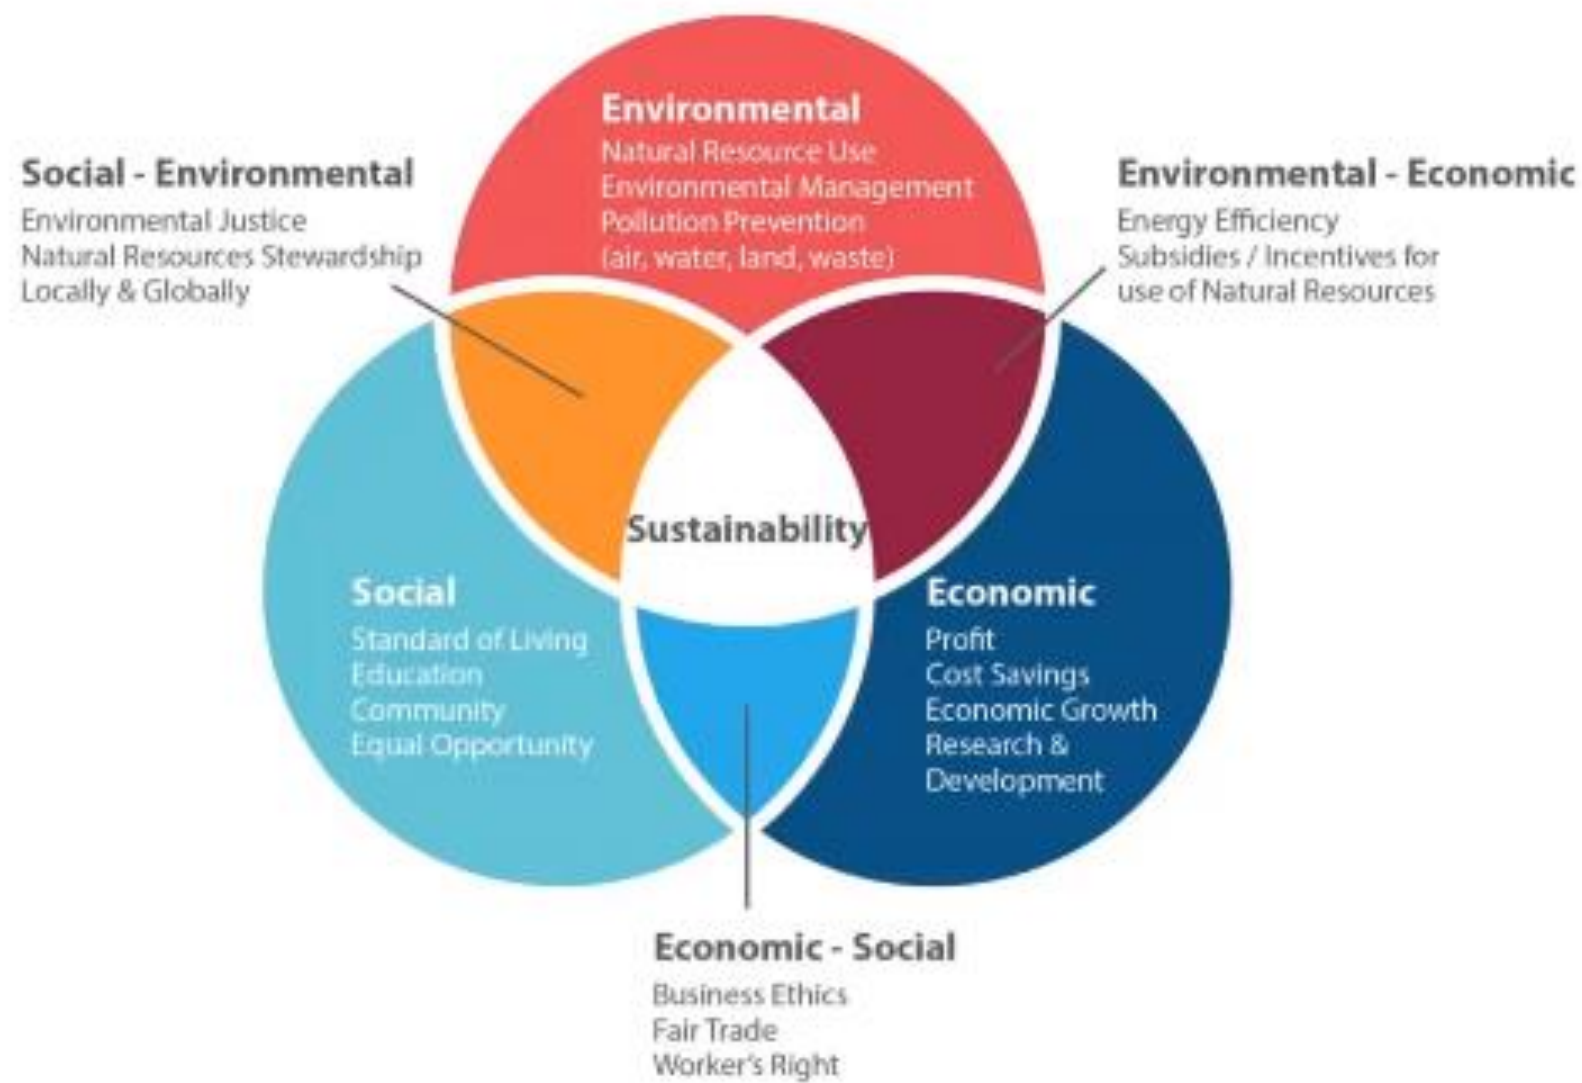 Environmental
Natural Resource Use
Environmental Management
Pollution Prevention
(air, water, land, waste)
Social - Environmental
Environmental Justice
Natural Resources Stewardship
Locally & Globally
Environmental - Economic
Energy Efficiency
Subsidies / Incentives for
use of Natural Resources
Sustainability
Social
Standard of Living
Education
Community
Equal Opportunity
Economic
Profit
Cost Savings
Economic Growth
Research &
Development
Economic - Social
Business Ethics
Fair Trade
Worker's Right